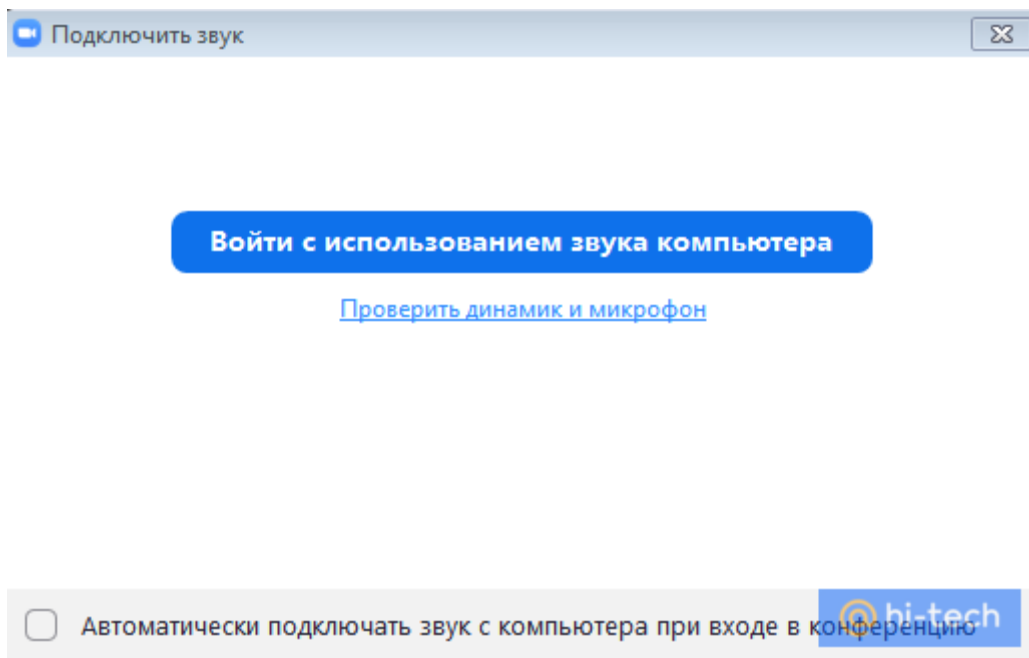 Подключить звук
Войти с использованием звука компьютера
Проверить динамик и микрофон
Автоматически подключать звук с компьютера при входе в конференцию
@hi-tech